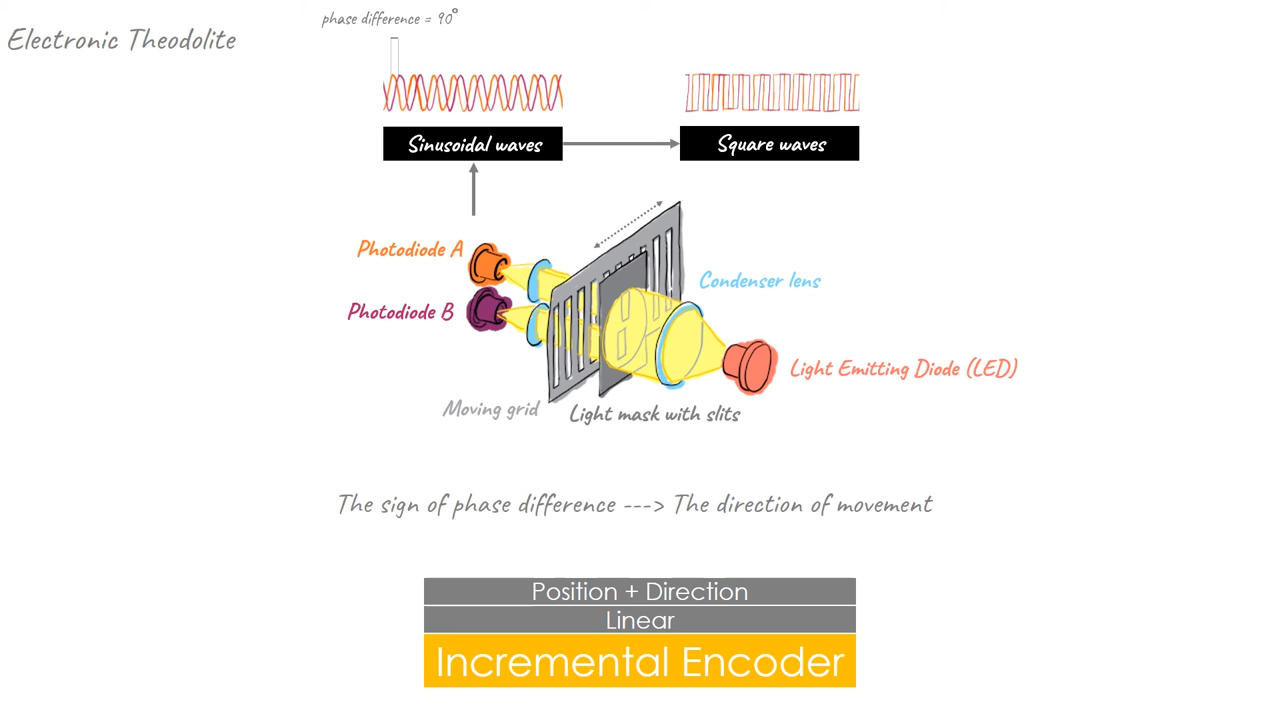 phase difference = 90°
Electronic Theodolite
Sinusoidal waves
Square waves
Photodiode A
Condenser lens
Photodiode B
Light Emitting Diode (LED)
Moving grid
Light mask with slits
The sign of phase difference ---> The direction of movement
Position + Direction
Linear
Incremental Encoder